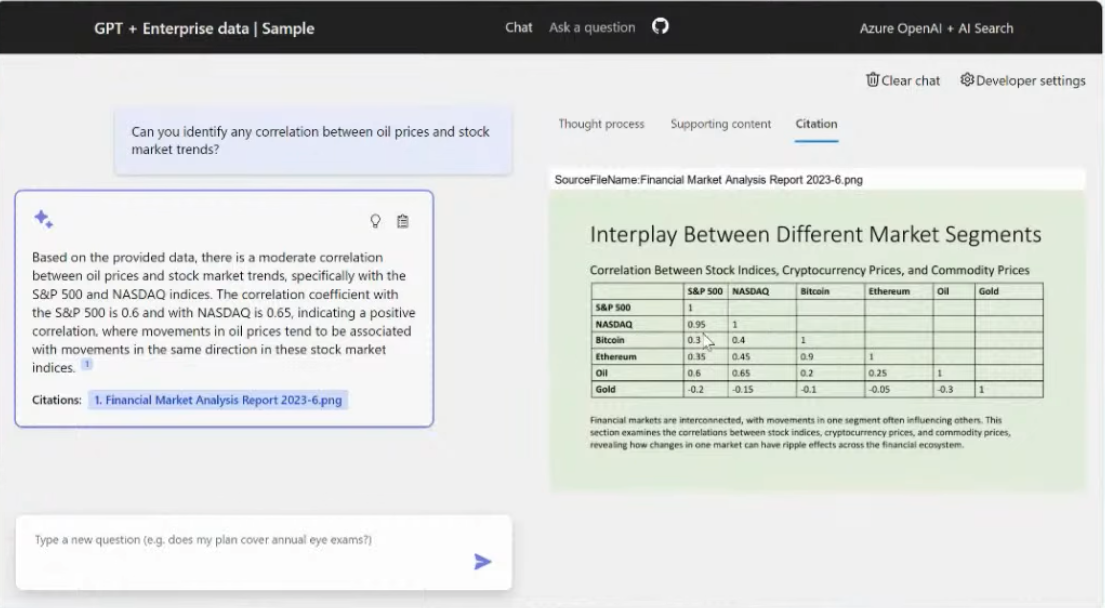 GPT + Enterprise data | Sample
Chat Ask a question
Azure OpenAI + AI Search
Clear chat Developer settings
Can you identify any correlation between oil prices and stock
market trends?
Based on the provided data, there is a moderate correlation
between oil prices and stock market trends, specifically with the
S&P 500 and NASDAQ indices. The correlation coefficient with
the S&P 500 is 0.6 and with NASDAQ is 0.65, indicating a positive
correlation, where movements in oil prices tend to be associated
with movements in the same direction in these stock market
indices. 1
Citations: 1. Financial Market Analysis Report 2023-6.png
Type a new question (e.g. does my plan cover annual eye exams?)
Thought process Supporting content Citation
SourceFileName:Financial Market Analysis Report 2023-6.png
Interplay Between Different Market Segments
Correlation Between Stock Indices, Cryptocurrency Prices, and Commodity Prices
S&P 500 NASDAQ Bitcoin Ethereum Oil Gold
S&P 500 1
NASDAQ 0.95 1
Bitcoin 0.3 0.4 1
Ethereum 0.35 0.45 0.9 1
Oil 0.6 0.65 0.2 0.25 1
Gold -0.2 -0.15 -0.1 -0.05 -0.3 1
Financial markets are interconnected, with movements in one segment often influencing others. This
section examines the correlations between stock indices, cryptocurrency prices, and commodity prices,
revealing how changes in one market can have ripple effects across the financial ecosystem.